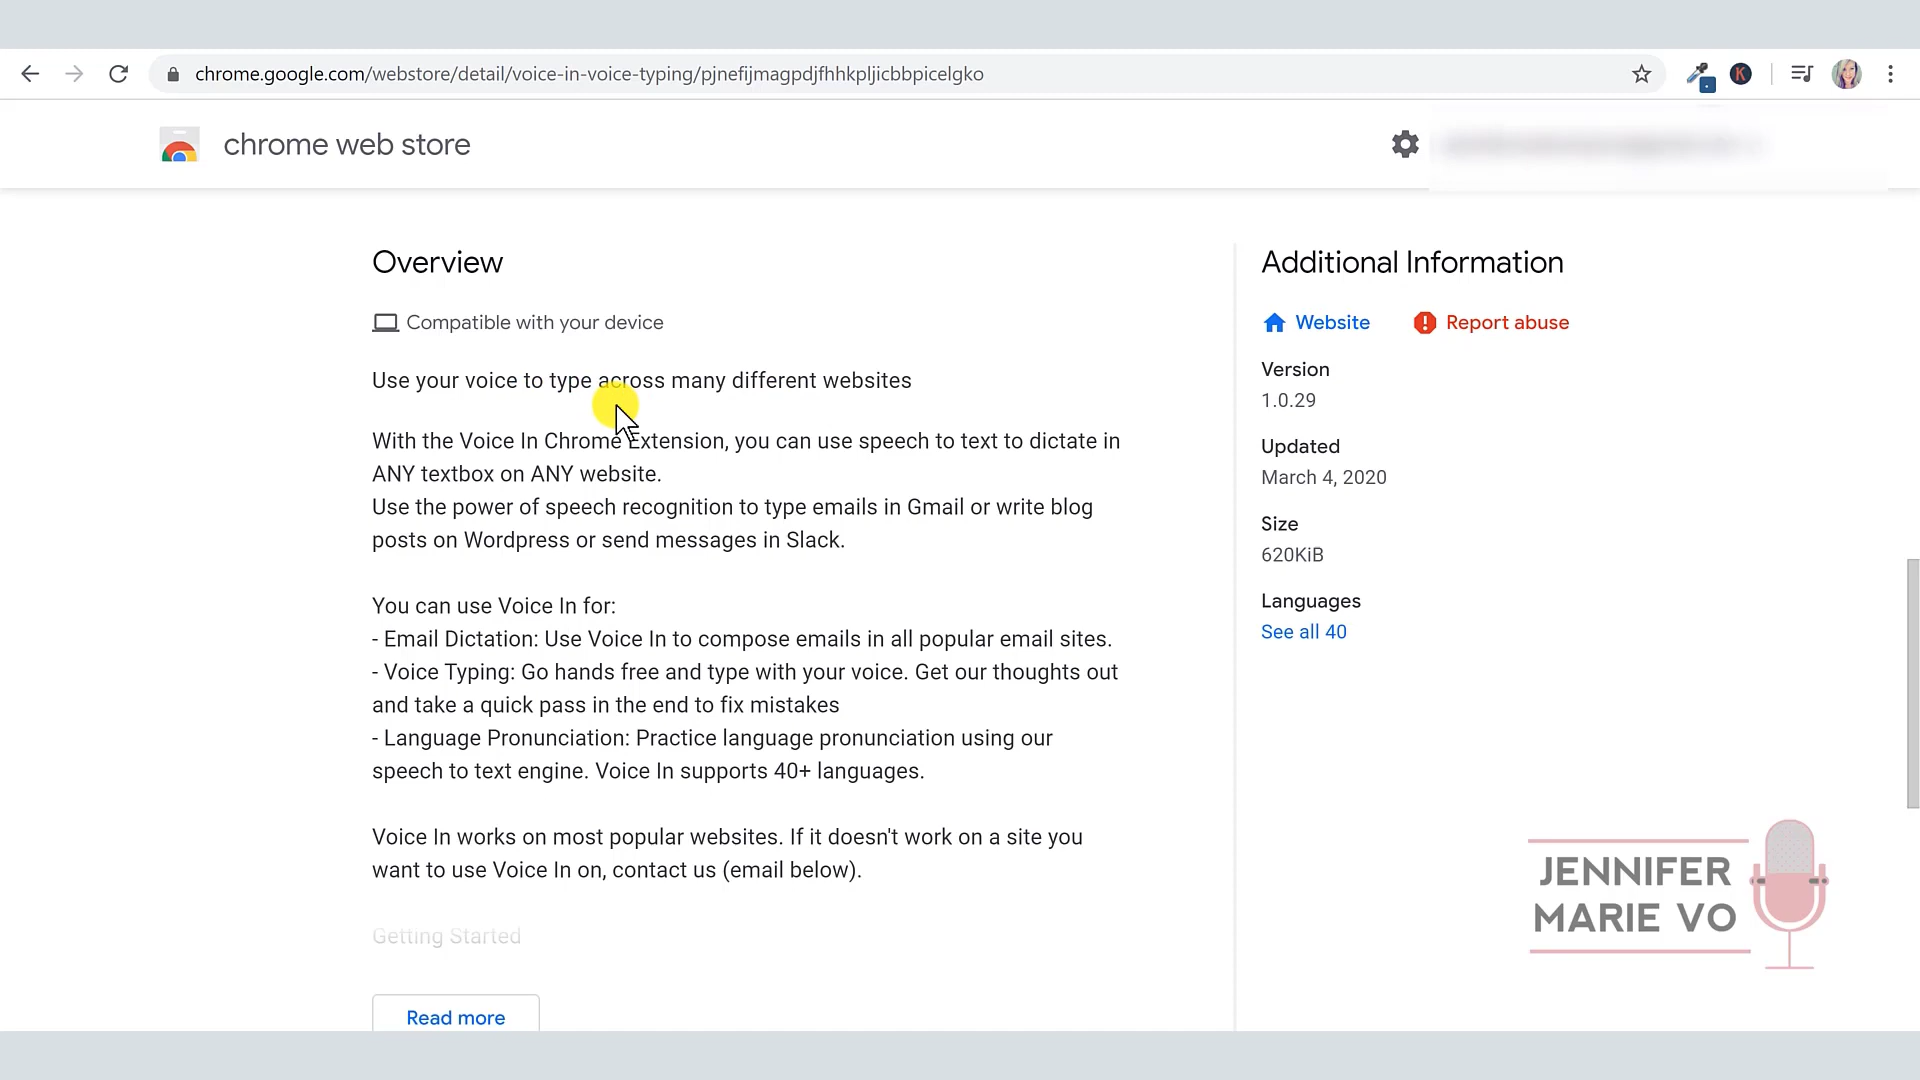 chrome.google.com/webstore/detail/voice-in-voice-typing/pjnefijmagpdjfhhkpljicbbpicelgko
K
chrome web store
Overview
Compatible with your device
Use your voice to type across many different websites
With the Voice In Chrome Extension, you can use speech to text to dictate in
ANY textbox on ANY website.
Use the power of speech recognition to type emails in Gmail or write blog
posts on Wordpress or send messages in Slack.
You can use Voice In for:
- Email Dictation: Use Voice In to compose emails in all popular email sites.
- Voice Typing: Go hands free and type with your voice. Get our thoughts out
and take a quick pass in the end to fix mistakes
- Language Pronunciation: Practice language pronunciation using our
speech to text engine. Voice In supports 40+ languages.
Voice In works on most popular websites. If it doesn't work on a site you
want to use Voice In on, contact us (email below).
Getting Started
Read more
Additional Information
Website
Report abuse
Version
1.0.29
Updated
March 4, 2020
Size
620KiB
Languages
See all 40
JENNIFER
MARIE VO